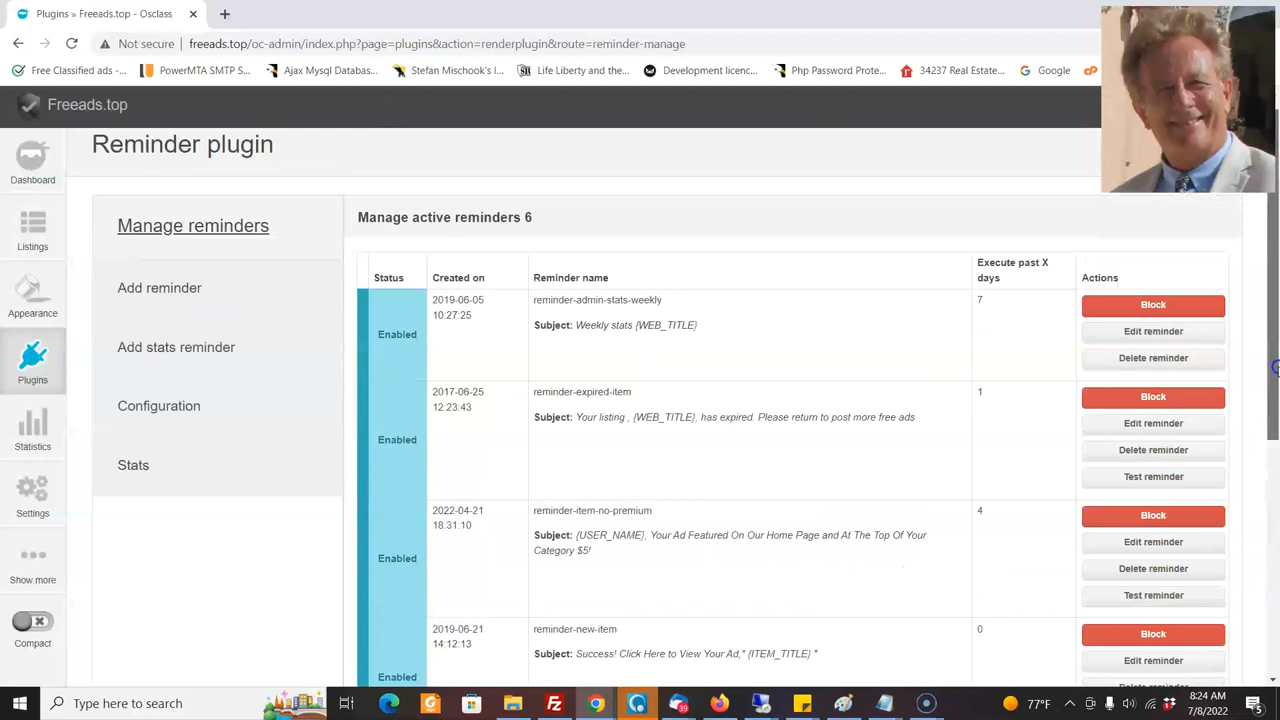 Plugins » Freeads.top - Osclass
Not secure freeads.top/oc-admin/index.php?page=plugins&action=renderplugin&route=reminder-manage
Free Classified ads -...
PowerMTA SMTP S...
Ajax Mysql Databas...
Stefan Mischook's I...
Life Liberty and the...
Development licenc...
Php Password Prote...
34237 Real Estate...
Google
Freeads.top
Reminder plugin
Dashboard
Listings
Appearance
Plugins
Statistics
Settings
Show more
Compact
Manage reminders
Add reminder
Add stats reminder
Configuration
Stats
Manage active reminders 6
Status
Created on
Reminder name
Execute past X
days
Actions
Enabled
2019-06-05
10:27:25
reminder-admin-stats-weekly
Subject: Weekly stats {WEB_TITLE}
7
Block
Edit reminder
Delete reminder
Enabled
2017-06-25
12:23:43
reminder-expired-item
Subject: Your listing , {WEB_TITLE}, has expired. Please return to post more free ads
1
Block
Edit reminder
Delete reminder
Test reminder
Enabled
2022-04-21
18:31:10
reminder-item-no-premium
Subject: {USER_NAME}, Your Ad Featured On Our Home Page and At The Top Of Your
Category $5!
4
Block
Edit reminder
Delete reminder
Test reminder
Enabled
2019-06-21
14:12:13
reminder-new-item
Subject: Success! Click Here to View Your Ad," {ITEM_TITLE} "
0
Block
Edit reminder
Type here to search
39
77°F
8:24 AM
7/8/2022
5